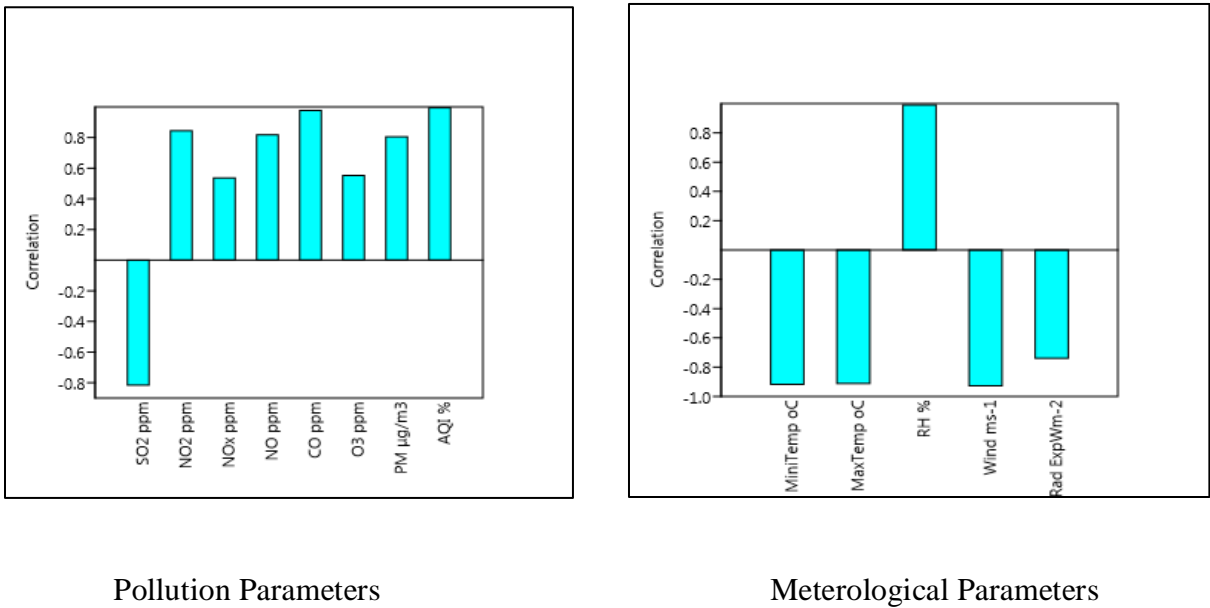 Correlation
0.8
0.6
0.4
0.2
-0.2
-0.4
-0.6
-0.8
SO2 ppm
NO2 ppm
NOx ppm
NO ppm
CO ppm
O3 ppm
PM µg/m3
AQI %
Correlation
0.8
0.6
0.4
0.2
-0.2
-0.4
-0.6
-0.8
-1.0
MiniTemp oC
MaxTemp oC
RH %
Wind ms-1
Rad ExpWm-2
Pollution Parameters
Meterological Parameters